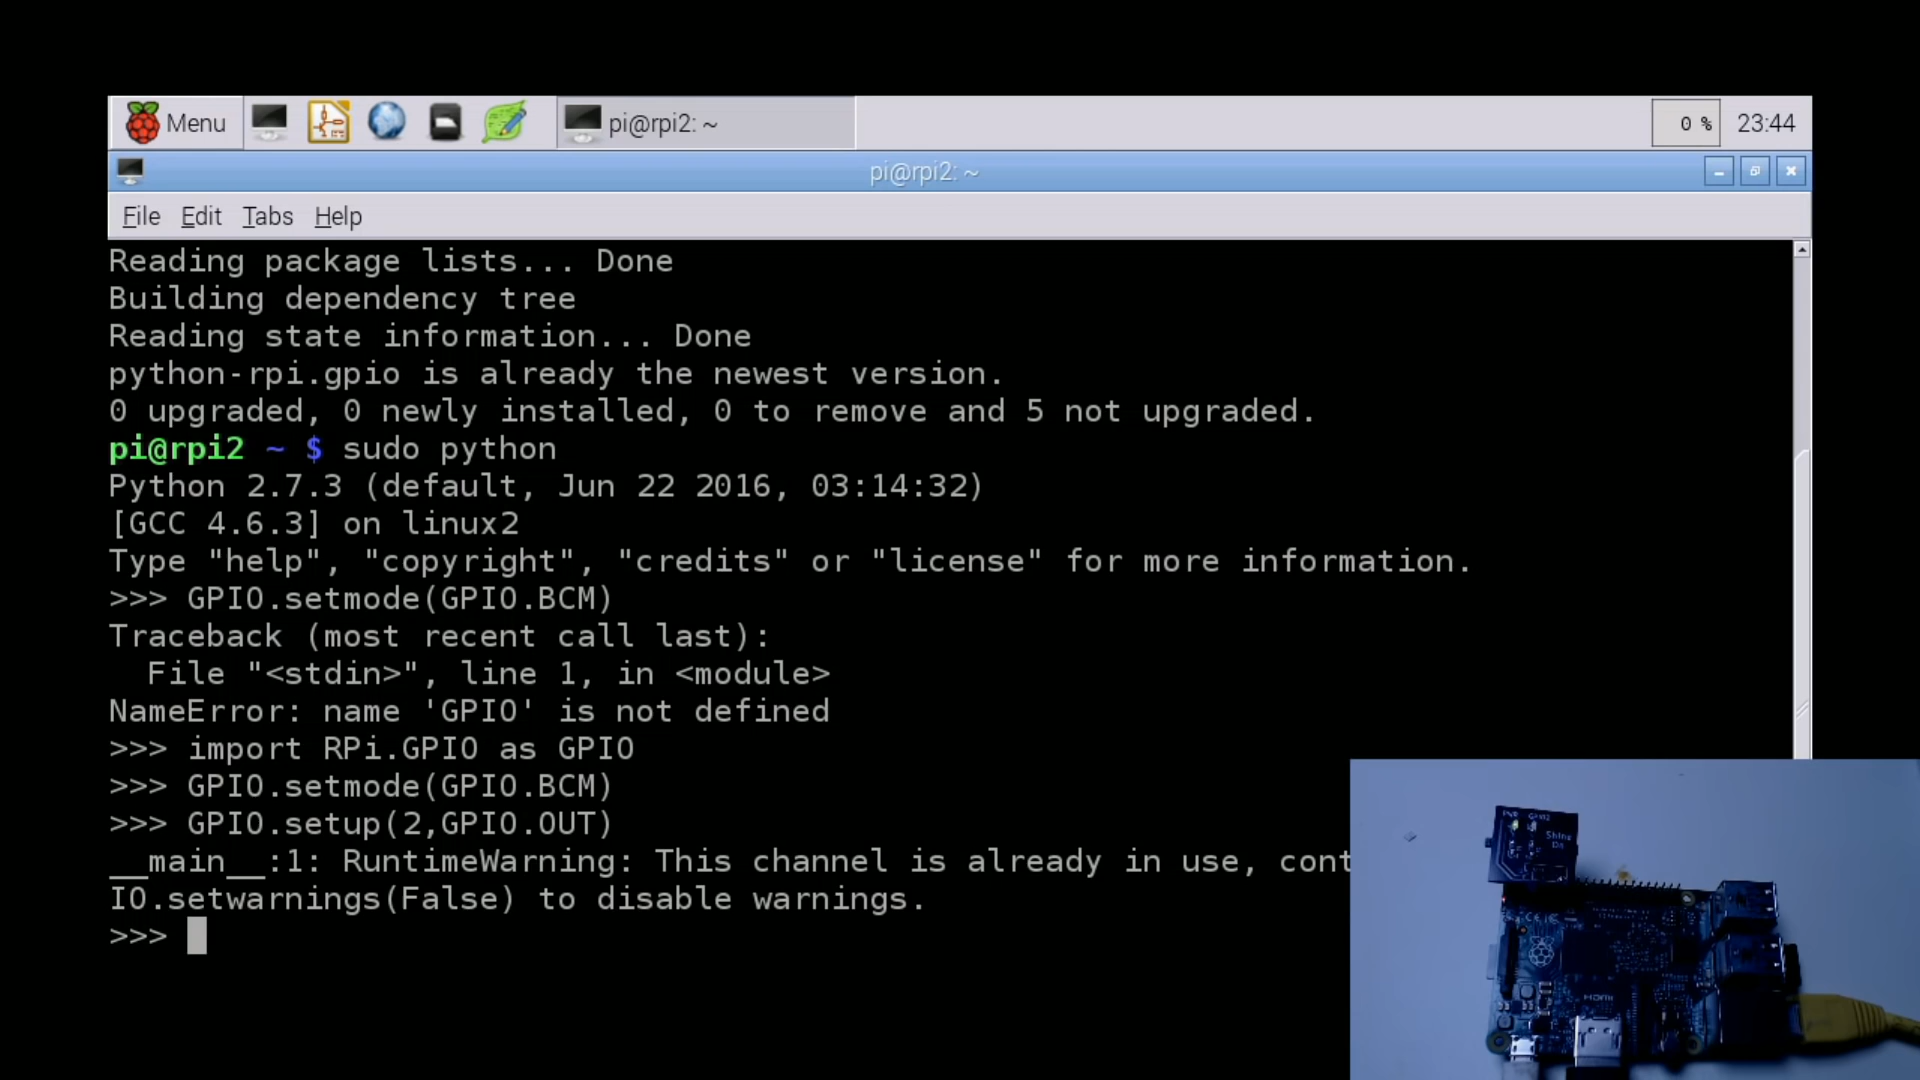 Menu
pi@rpi2: ~
0 %
23:44
pi@rpi2: ~
File Edit Tabs Help
Reading package lists... Done
Building dependency tree
Reading state information... Done
python-rpi.gpio is already the newest version.
0 upgraded, 0 newly installed, 0 to remove and 5 not upgraded.
pi@rpi2 ~ $ sudo python
Python 2.7.3 (default, Jun 22 2016, 03:14:32)
[GCC 4.6.3] on linux2
Type "help", "copyright", "credits" or "license" for more information.
>>> GPIO.setmode(GPIO.BCM)
Traceback (most recent call last):
  File "<stdin>", line 1, in <module>
NameError: name 'GPIO' is not defined
>>> import RPi.GPIO as GPIO
>>> GPIO.setmode(GPIO.BCM)
>>> GPIO.setup(2,GPIO.OUT)
__main__:1: RuntimeWarning: This channel is already in use, cont
IO.setwarnings(False) to disable warnings.
>>>
HDMI